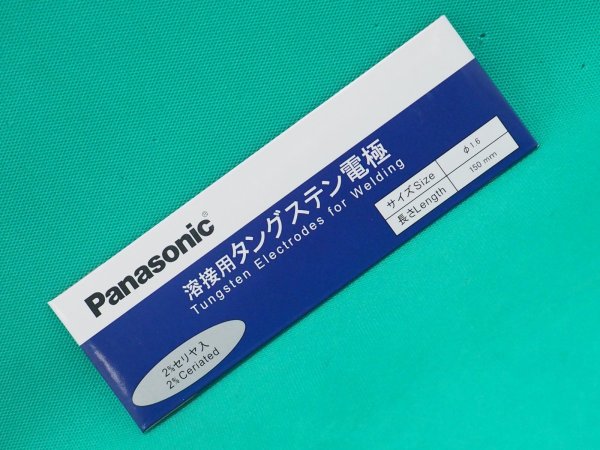 Panasonic®
溶接用タングステン電極
Tungsten Electrodes for Welding
サイズSize φ1.6
長さLength 150 mm
2%セリヤ入
2% Ceriated